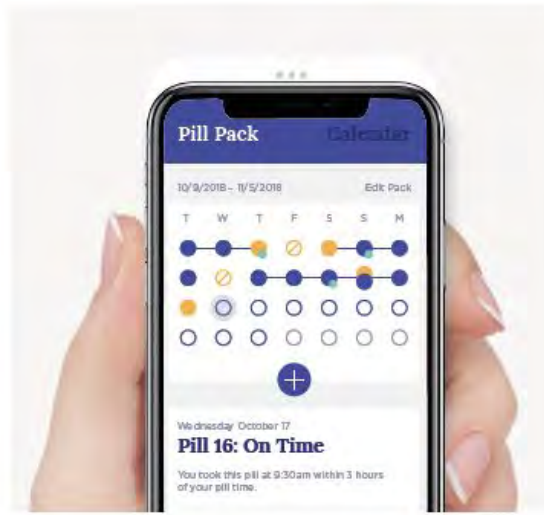 Pill Pack Calendar
10/9/2018 - 11/5/2018 Edit Pack
T W T F S S M
Wednesday October 17
Pill 16: On Time
You took this pill at 9:30am within 3 hours
of your pill time.